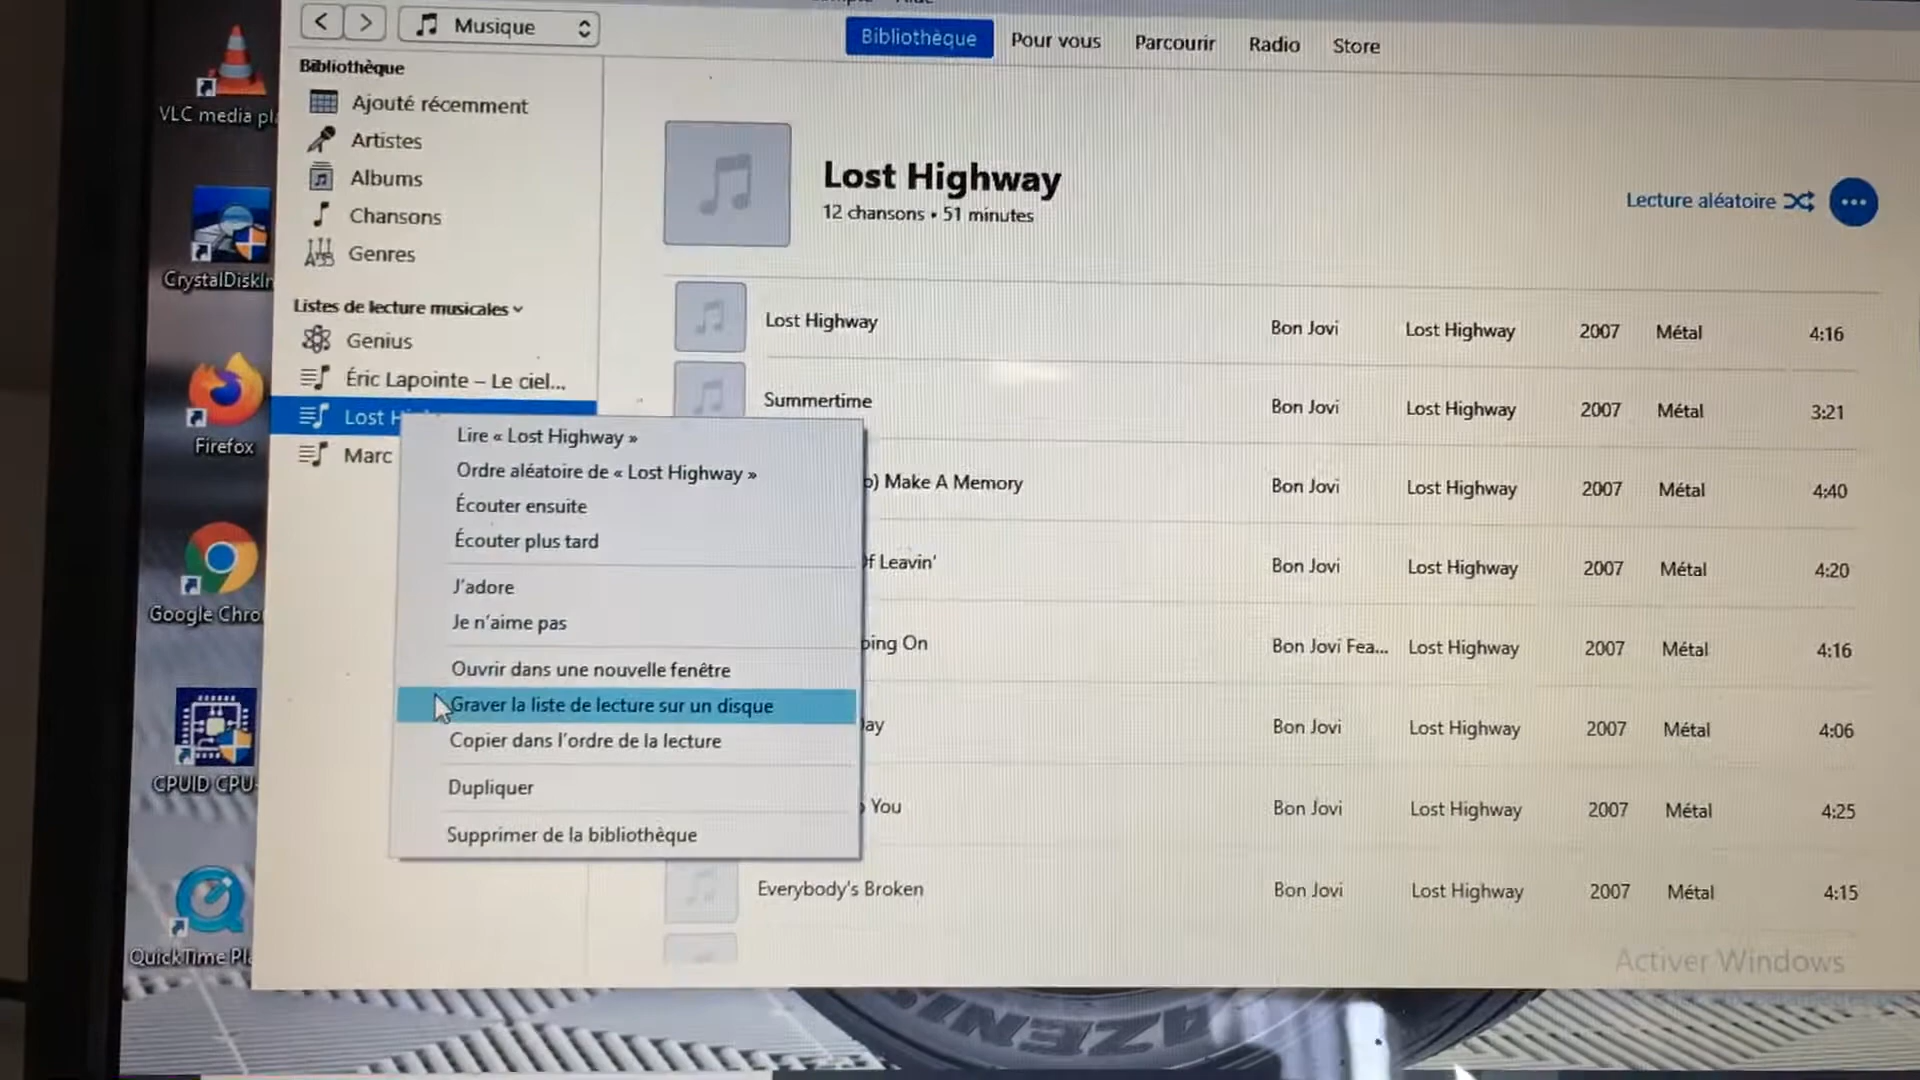 Musique
Bibliothèque
Pour vous
Parcourir
Radio
Store
Bibliothèque
Ajouté récemment
Artistes
Albums
Chansons
Genres
Listes de lecture musicales
Genius
Éric Lapointe – Le ciel...
Lost
Marc
VLC media pl
CrystalDiskIn
Firefox
Google Chro
CPUID CPU-
QuickTime Pl
Lost Highway
12 chansons • 51 minutes
Lecture aléatoire
Lost Highway Bon Jovi Lost Highway 2007 Métal 4:16
Summertime Bon Jovi Lost Highway 2007 Métal 3:21
) Make A Memory Bon Jovi Lost Highway 2007 Métal 4:40
f Leavin' Bon Jovi Lost Highway 2007 Métal 4:20
ing On Bon Jovi Fea... Lost Highway 2007 Métal 4:16
ay Bon Jovi Lost Highway 2007 Métal 4:06
You Bon Jovi Lost Highway 2007 Métal 4:25
Everybody's Broken Bon Jovi Lost Highway 2007 Métal 4:15
Lire « Lost Highway »
Ordre aléatoire de « Lost Highway »
Écouter ensuite
Écouter plus tard
J'adore
Je n'aime pas
Ouvrir dans une nouvelle fenêtre
Graver la liste de lecture sur un disque
Copier dans l'ordre de la lecture
Dupliquer
Supprimer de la bibliothèque
Activer Windows
AZENIS